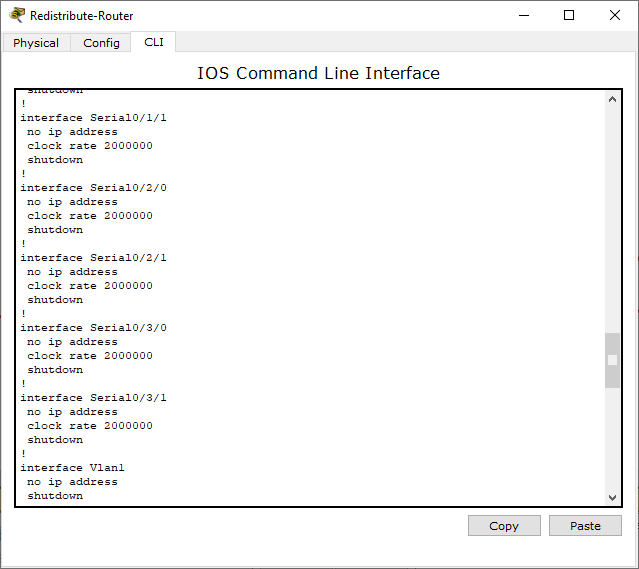 Redistribute-Router
Physical Config CLI
IOS Command Line Interface
shutdown
!
interface Serial0/1/1
no ip address
clock rate 2000000
shutdown
!
interface Serial0/2/0
no ip address
clock rate 2000000
shutdown
!
interface Serial0/2/1
no ip address
clock rate 2000000
shutdown
!
interface Serial0/3/0
no ip address
clock rate 2000000
shutdown
!
interface Serial0/3/1
no ip address
clock rate 2000000
shutdown
!
interface Vlan1
no ip address
shutdown
Copy Paste